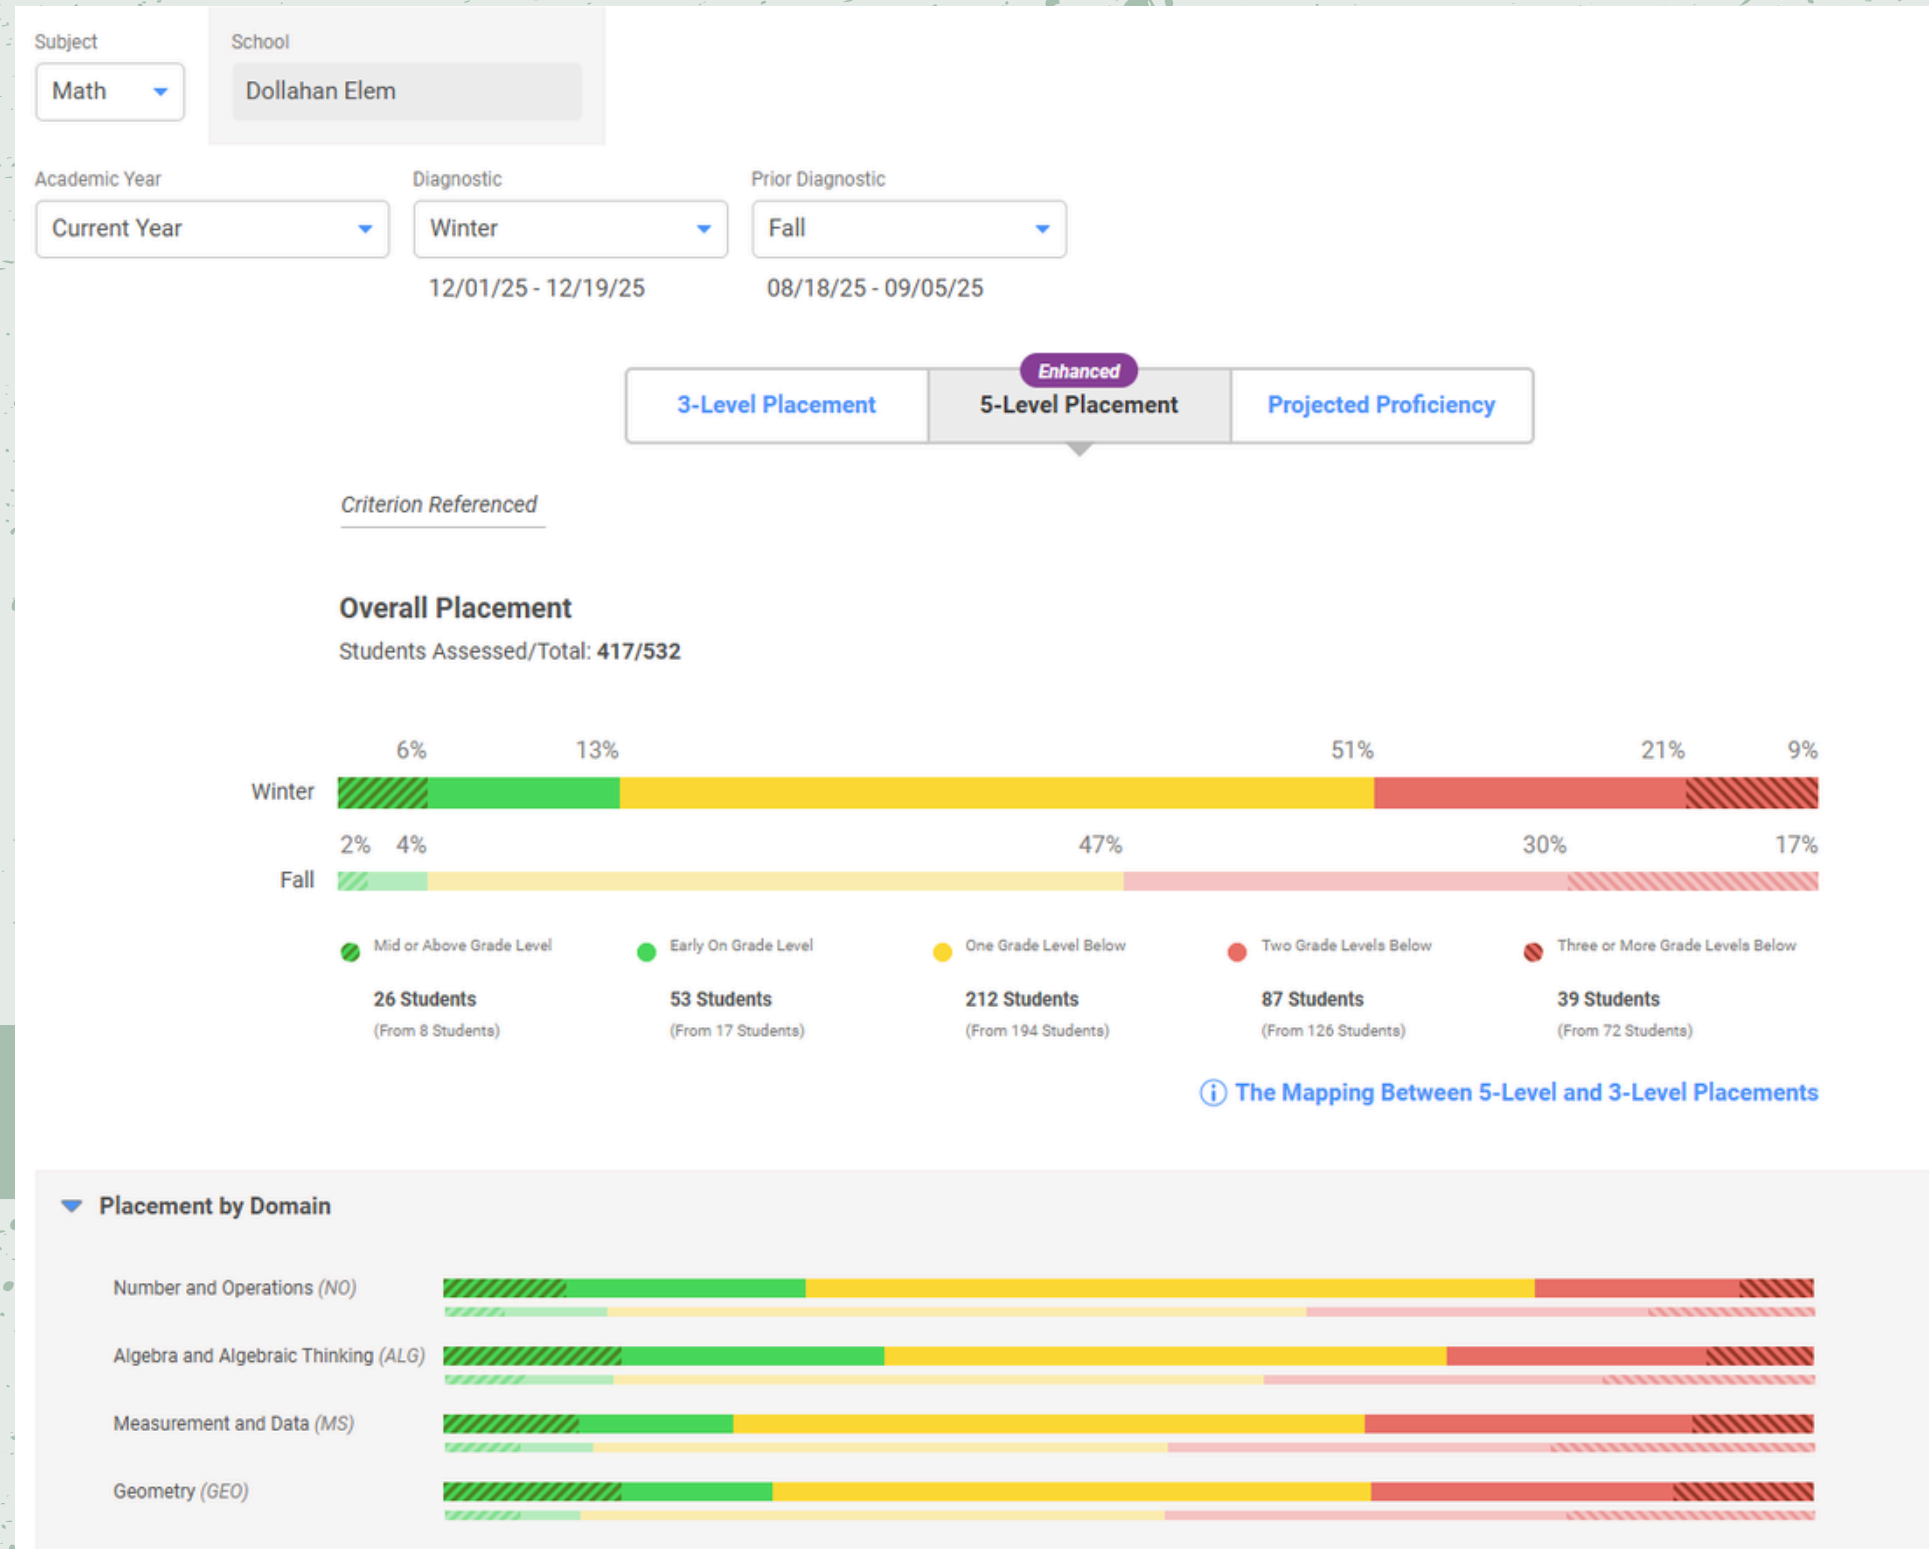 Subject School
Math Dollahan Elem
Academic Year Diagnostic Prior Diagnostic
Current Year Winter Fall
12/01/25 - 12/19/25 08/18/25 - 09/05/25
Enhanced
3-Level Placement 5-Level Placement Projected Proficiency
Criterion Referenced
Overall Placement
Students Assessed/Total: 417/532
6% 13% 51% 21% 9%
Winter
2% 4% 47% 30% 17%
Fall
Mid or Above Grade Level Early On Grade Level One Grade Level Below Two Grade Levels Below Three or More Grade Levels Below
26 Students 53 Students 212 Students 87 Students 39 Students
(From 8 Students) (From 17 Students) (From 194 Students) (From 126 Students) (From 72 Students)
The Mapping Between 5-Level and 3-Level Placements
Placement by Domain
Number and Operations (NO)
Algebra and Algebraic Thinking (ALG)
Measurement and Data (MS)
Geometry (GEO)